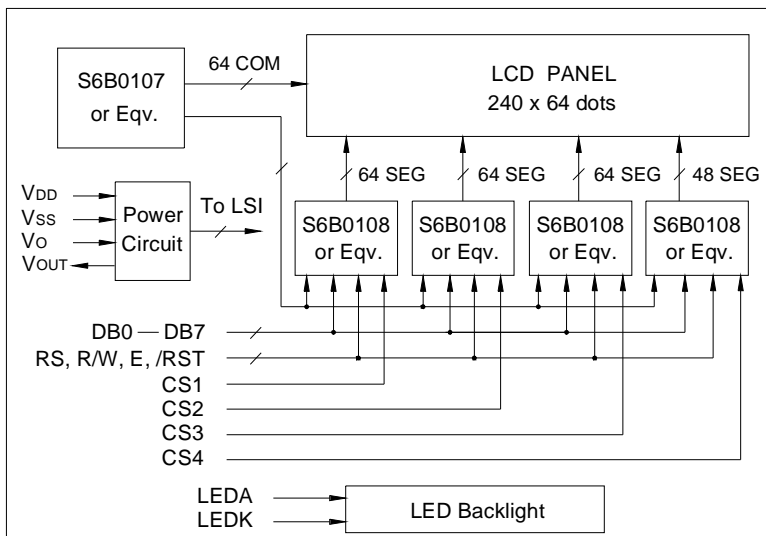 S6B0107
or Eqv.
64 COM
LCD PANEL
240 x 64 dots
64 SEG
64 SEG
64 SEG
48 SEG
VDD
VSS
VO
VOUT
Power
Circuit
To LSI
S6B0108
or Eqv.
S6B0108
or Eqv.
S6B0108
or Eqv.
S6B0108
or Eqv.
DB0 — DB7
RS, R/W, E, /RST
CS1
CS2
CS3
CS4
LEDA
LEDK
LED Backlight